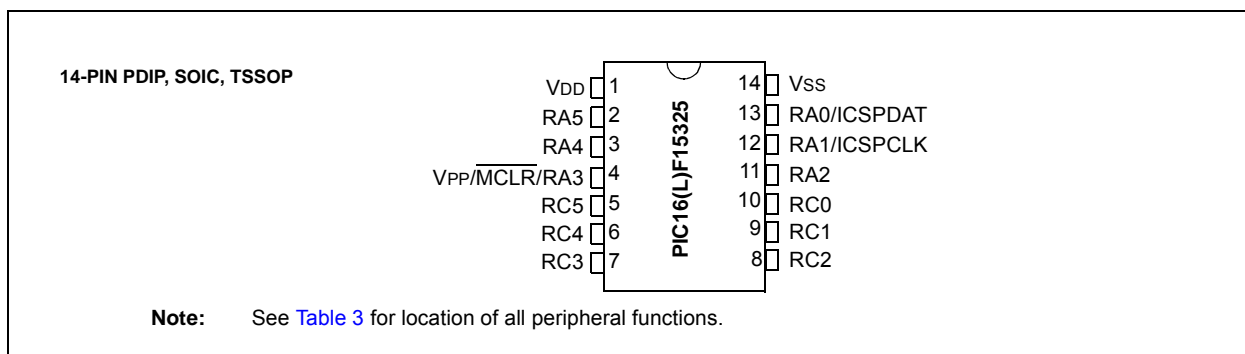 14-PIN PDIP, SOIC, TSSOP
VDD 1 14 VSS
RA5 2 13 RA0/ICSPDAT
RA4 3 12 RA1/ICSPCLK
VPP/MCLR/RA3 4 11 RA2
RC5 5 10 RC0
RC4 6 9 RC1
RC3 7 8 RC2
PIC16(L)F15325
Note: See Table 3 for location of all peripheral functions.